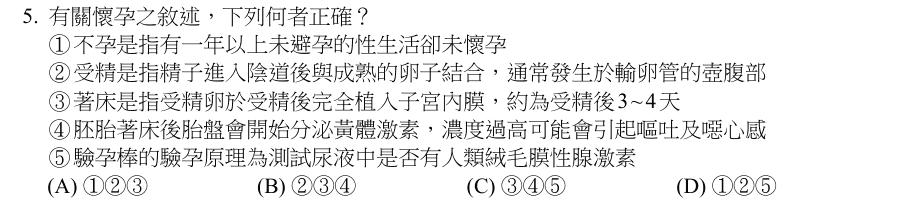 5. 有關懷孕之敘述，下列何者正確？
①不孕是指有一年以上未避孕的性生活卻未懷孕
②受精是指精子進入陰道後與成熟的卵子結合，通常發生於輸卵管的壺腹部
③著床是指受精卵於受精後完全植入子宮內膜，約為受精後3~4天
④胚胎著床後胎盤會開始分泌黃體激素，濃度過高可能會引起嘔吐及噁心感
⑤驗孕棒的驗孕原理為測試尿液中是否有人類絨毛膜性腺激素
(A) ①②③ (B) ②③④ (C) ③④⑤ (D) ①②⑤